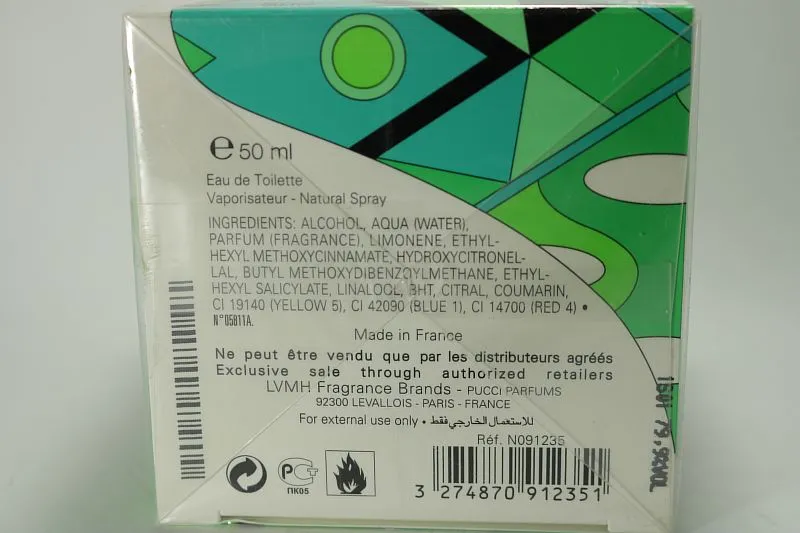 ℮ 50 ml
Eau de Toilette
Vaporisateur - Natural Spray
INGREDIENTS: ALCOHOL, AQUA (WATER),
PARFUM (FRAGRANCE), LIMONENE, ETHYL-
HEXYL METHOXYCINNAMATE, HYDROXYCITRONEL-
LAL, BUTYL METHOXYDIBENZOYLMETHANE, ETHYL-
HEXYL SALICYLATE, LINALOOL, BHT, CITRAL, COUMARIN,
CI 19140 (YELLOW 5), CI 42090 (BLUE 1), CI 14700 (RED 4) •
N°05811A.
Made in France
Ne peut être vendu que par les distributeurs agréés
Exclusive sale through authorized retailers
LVMH Fragrance Brands - PUCCI PARFUMS
92300 LEVALLOIS - PARIS - FRANCE
For external use only • للاستعمال الخارجي فقط
Réf. N091235
ПК05
3 274870 912351
1S01 79,9%VOL